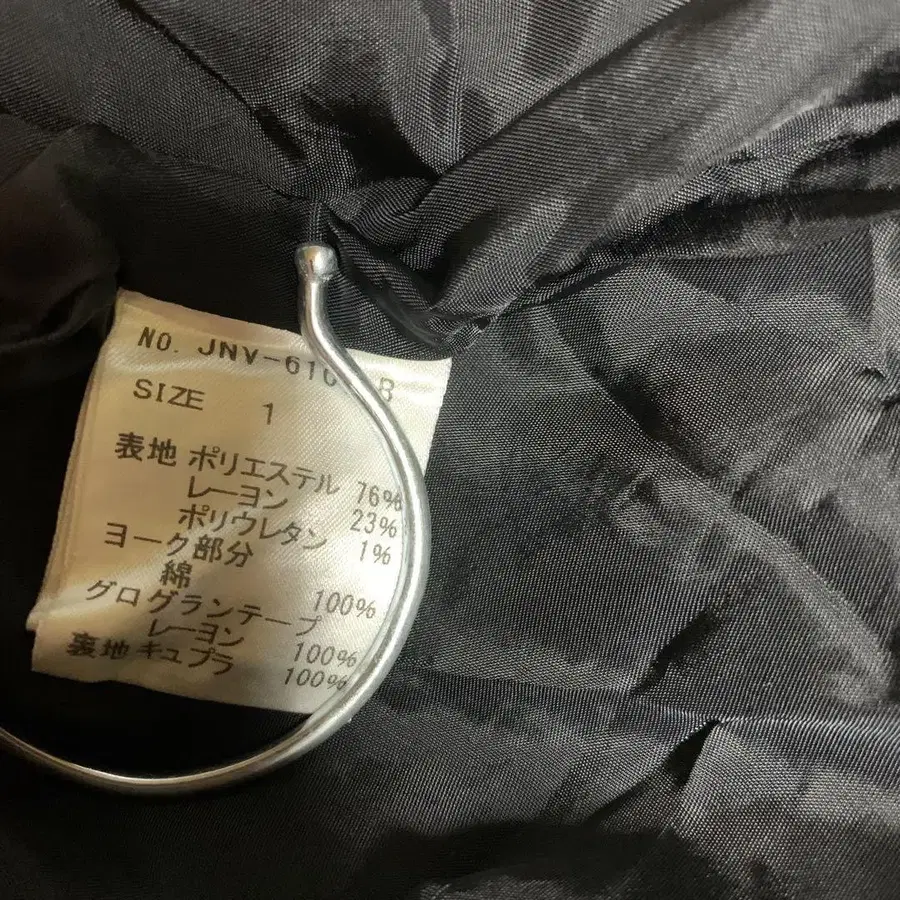 NO. JNV-610 B
SIZE 1
表地 ポリエステル 76%
レーヨン 23%
ポリウレタン 1%
ヨーク部分
綿 100%
グログランテープ
レーヨン 100%
表地 キュプラ 100%